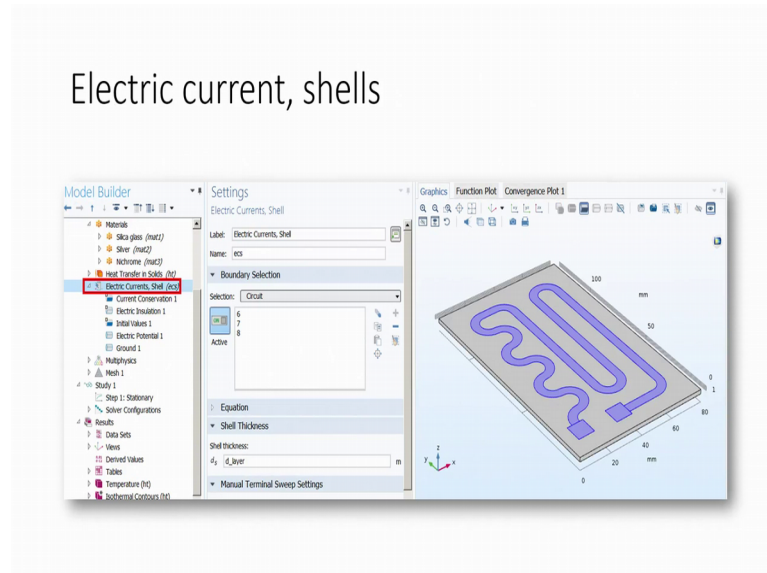 Electric current, shells
Model Builder
Materials
Silica glass (mat1)
Silver (mat2)
Nichrome (mat3)
Heat Transfer in Solids (ht)
Electric Currents, Shell (ecs)
Current Conservation 1
Electric Insulation 1
Initial Values 1
Electric Potential 1
Ground 1
Multiphysics
Mesh 1
Study 1
Step 1: Stationary
Solver Configurations
Results
Data Sets
Views
Derived Values
Tables
Temperature (ht)
Isothermal Contours (ht)
Settings
Electric Currents, Shell
Label: Electric Currents, Shell
Name: ecs
Boundary Selection
Selection: Circuit
6
7
8
Active
Equation
Shell Thickness
Shell thickness:
ds d_layer m
Manual Terminal Sweep Settings
Graphics Function Plot Convergence Plot 1
100
mm
50
0
1
80
60
40
mm
20
0
z
y x